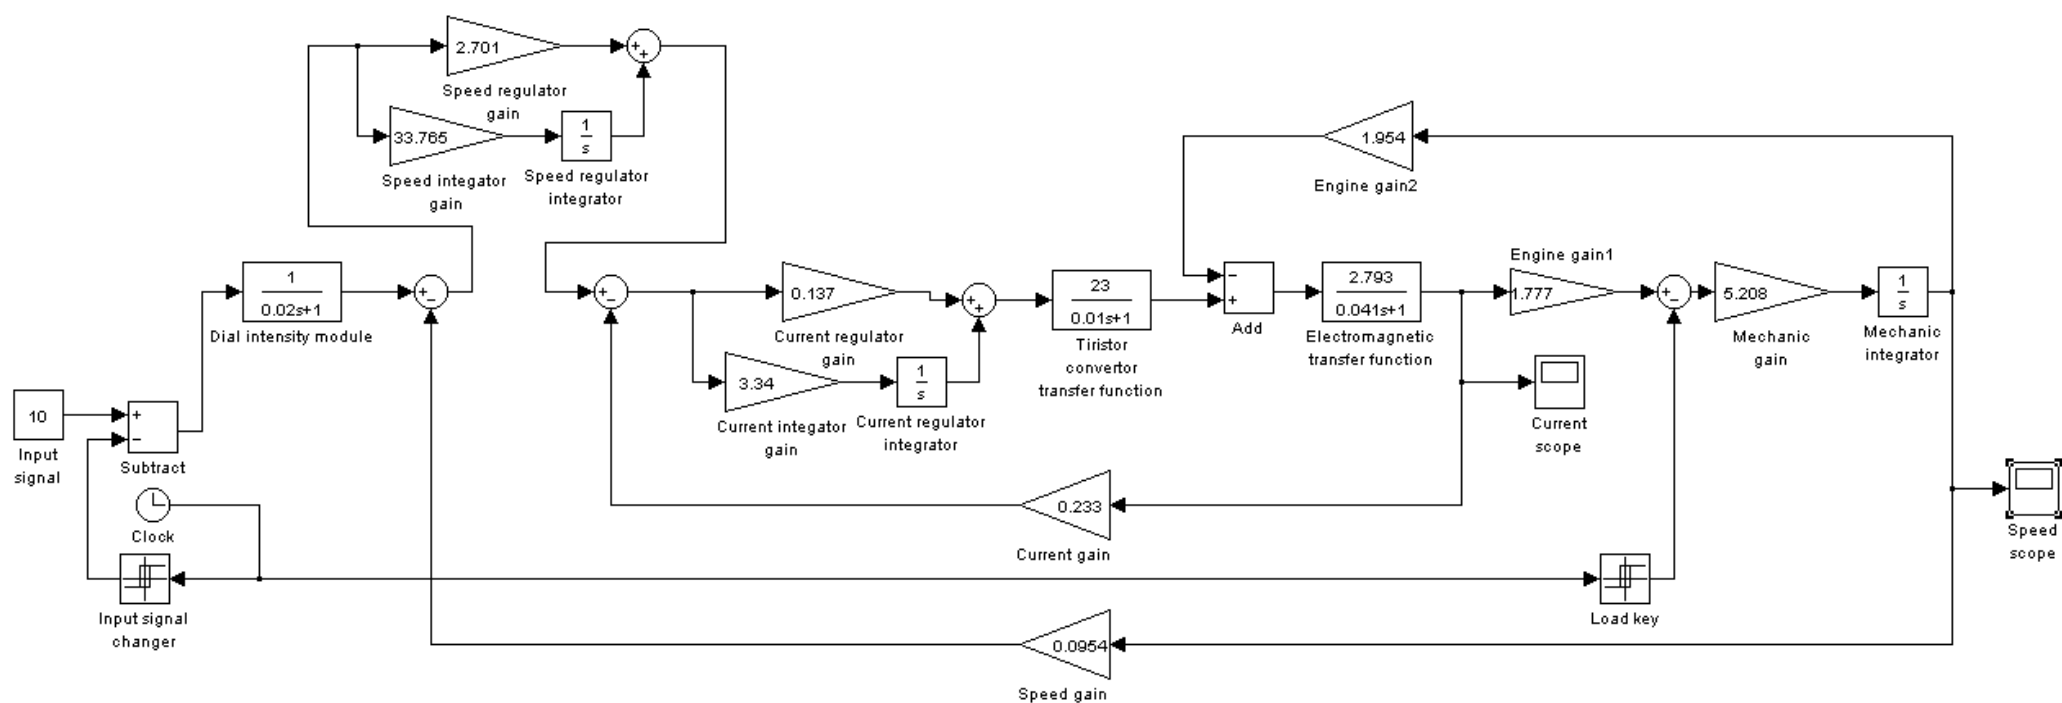 2.701
+
+
Speed regulator
gain
33.765
1
s
Speed integator
gain
Speed regulator
integrator
1.954
Engine gain2
1
0.02s+1
Dial intensity module
+
−
+
−
0.137
Current regulator
gain
+
+
23
0.01s+1
Tiristor
convertor
transfer function
−
+
Add
2.793
0.041s+1
Electromagnetic
transfer function
Engine gain1
1.777
+
−
5.208
Mechanic
gain
1
s
Mechanic
integrator
3.34
Current integator
gain
1
s
Current regulator
integrator
Current
scope
10
Input
signal
+
−
Subtract
Clock
0.233
Current gain
Speed
scope
Input signal
changer
Load key
0.0954
Speed gain